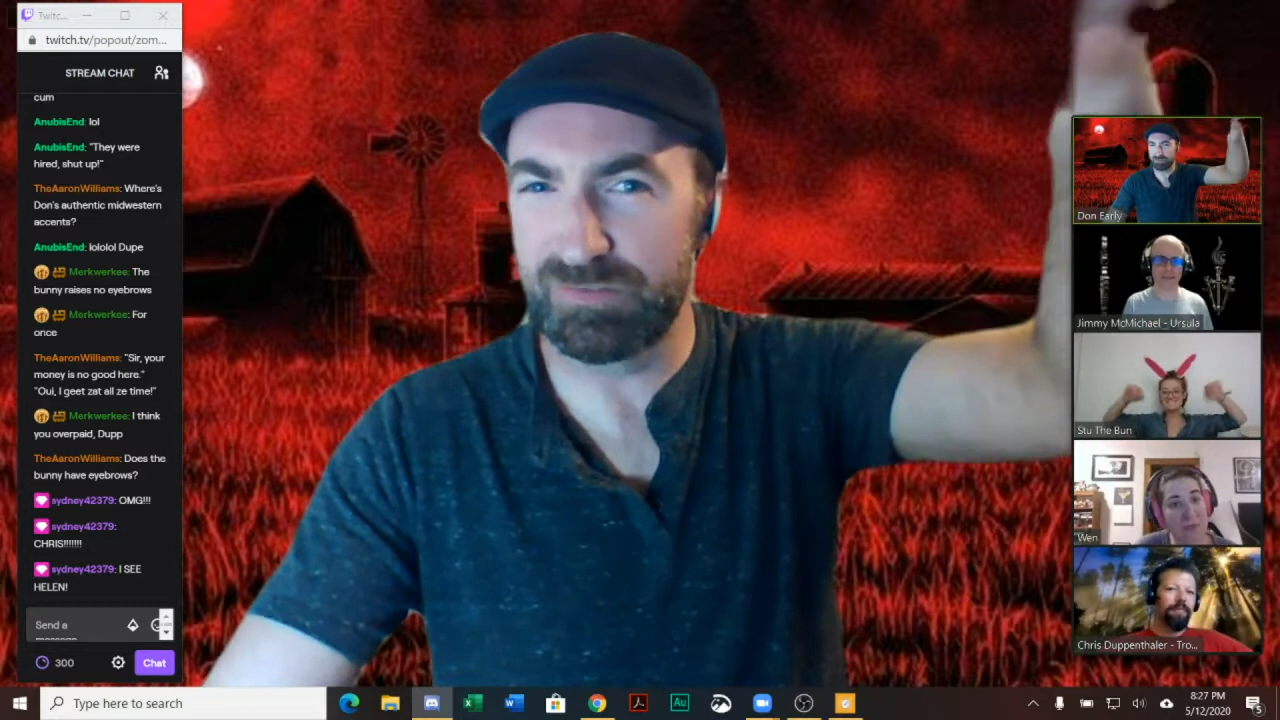 Twitc...
twitch.tv/popout/zom...
STREAM CHAT
cum
AnubisEnd: lol
AnubisEnd: "They were
hired, shut up!"
TheAaronWilliams: Where's
Don's authentic midwestern
accents?
AnubisEnd: lololol Dupe
Merkwerkee: The
bunny raises no eyebrows
Merkwerkee: For
once
TheAaronWilliams: "Sir, your
money is no good here."
"Oui, I geet zat all ze time!"
Merkwerkee: I think
you overpaid, Dupp
TheAaronWilliams: Does the
bunny have eyebrows?
sydney42379: OMG!!!
sydney42379:
CHRIS!!!!!!!
sydney42379: I SEE
HELEN!
Send a
message
300
Chat
Don Early
Jimmy McMichael - Ursula
Stu The Bun
Wen
Chris Duppenthaler - Tro...
Type here to search
Au
8:27 PM
5/12/2020
5